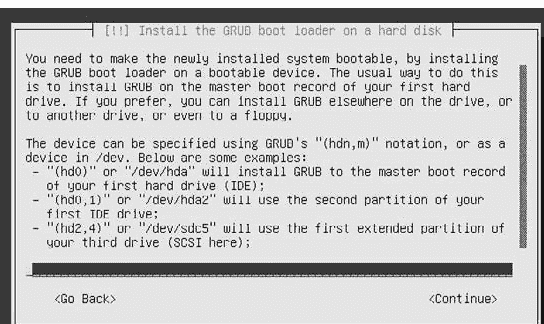 [!!] Install the GRUB boot loader on a hard disk
You need to make the newly installed system bootable, by installing
the GRUB boot loader on a bootable device. The usual way to do this
is to install GRUB on the master boot record of your first hard
drive. If you prefer, you can install GRUB elsewhere on the drive, or
to another drive, or even to a floppy.
The device can be specified using GRUB's "(hdn,m)" notation, or as a
device in /dev. Below are some examples:
- "(hd0)" or "/dev/hda" will install GRUB to the master boot record
of your first hard drive (IDE);
- "(hd0,1)" or "/dev/hda2" will use the second partition of your
first IDE drive;
- "(hd2,4)" or "/dev/sdc5" will use the first extended partition of
your third drive (SCSI here);
<Go Back> <Continue>